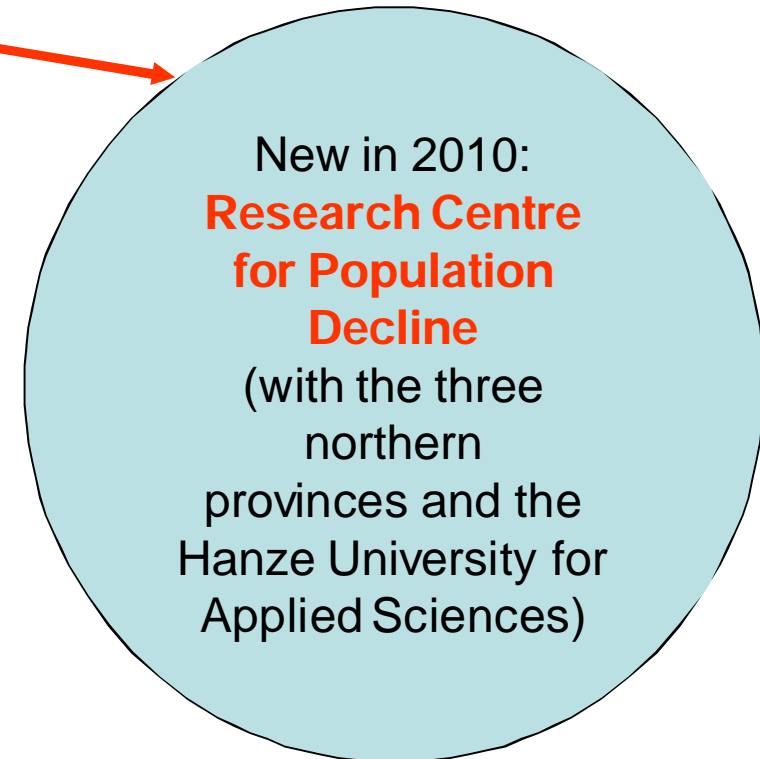 New in 2010:
Research Centre
for Population
Decline
(with the three
northern
provinces and the
Hanze University for
Applied Sciences)